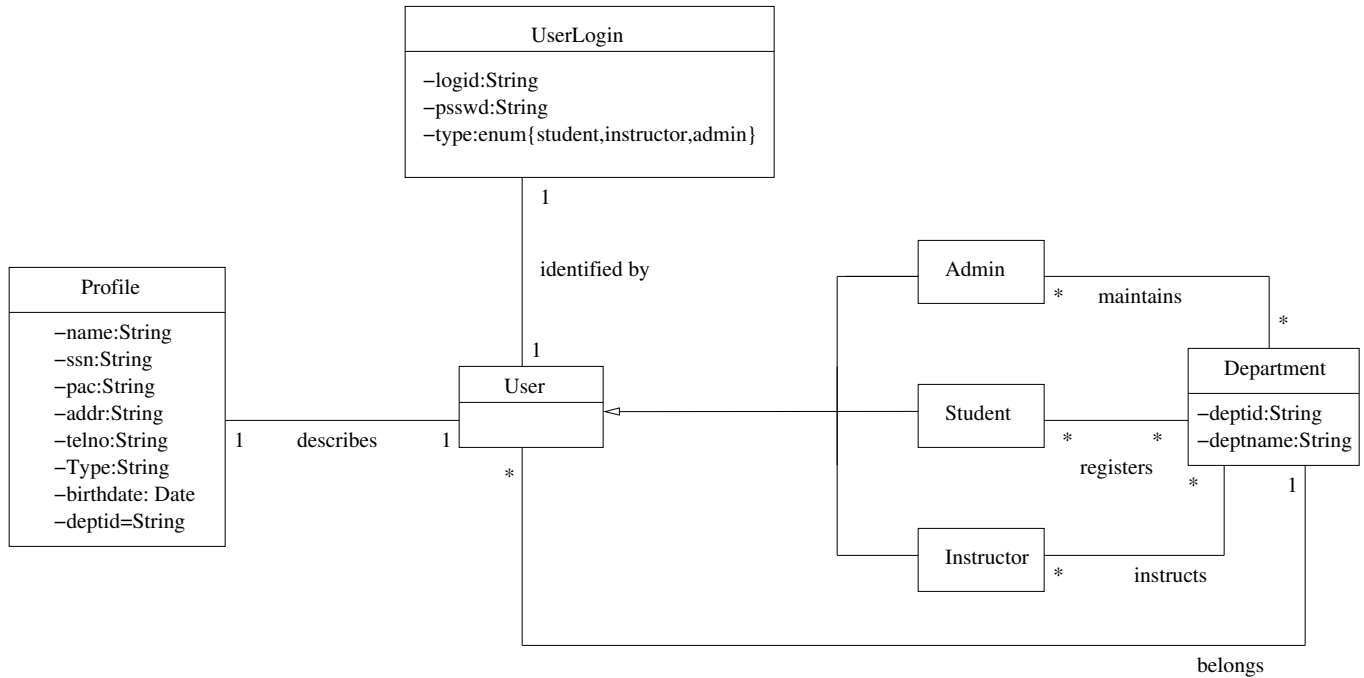 UserLogin
−logid:String
−psswd:String
−type:enum{student,instructor,admin}
1
identified by
1
Profile
−name:String
−ssn:String
−pac:String
−addr:String
−telno:String
−Type:String
−birthdate: Date
−deptid=String
1
describes
1
User
*
Admin
*
maintains
*
Student
*
registers
*
Instructor
*
instructs
*
Department
−deptid:String
−deptname:String
1
belongs